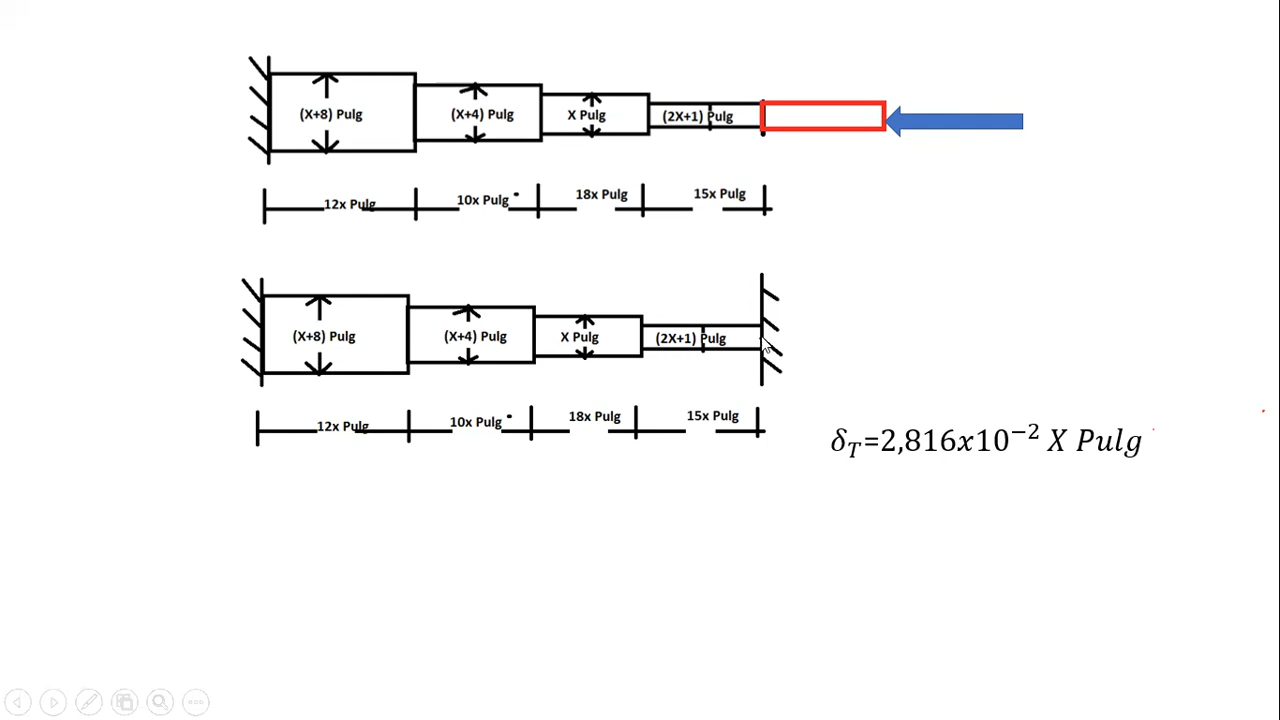 (X+8) Pulg (X+4) Pulg X Pulg (2X+1) Pulg
12x Pulg 10x Pulg 18x Pulg 15x Pulg
(X+8) Pulg (X+4) Pulg X Pulg (2X+1) Pulg
12x Pulg 10x Pulg 18x Pulg 15x Pulg
δ_T=2,816x10⁻² X Pulg